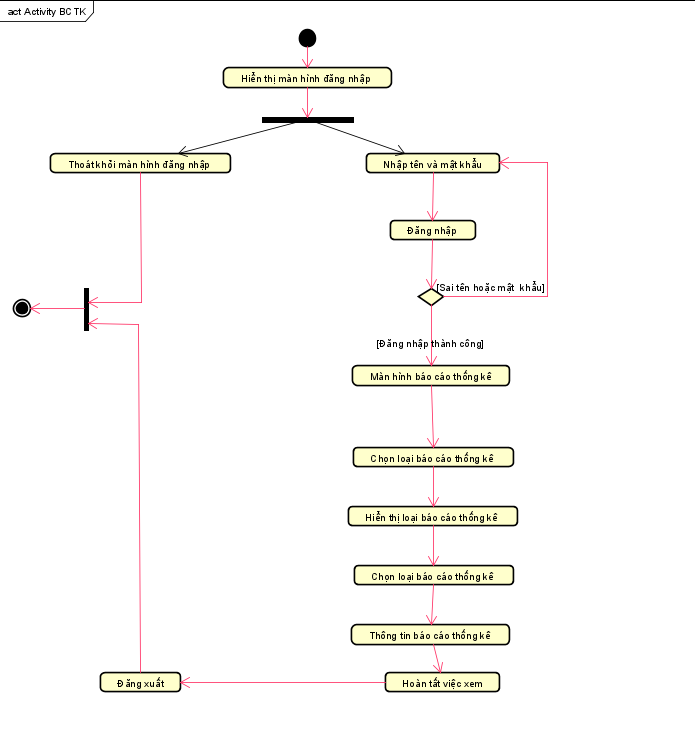 act Activity BC TK
Hiển thị màn hình đăng nhập
Thoát khỏi màn hình đăng nhập
Nhập tên và mật khẩu
Đăng nhập
[Sai tên hoặc mật khẩu]
[Đăng nhập thành công]
Màn hình báo cáo thống kê
Chọn loại báo cáo thống kê
Hiển thị loại báo cáo thống kê
Chọn loại báo cáo thống kê
Thông tin báo cáo thống kê
Đăng xuất
Hoàn tất việc xem